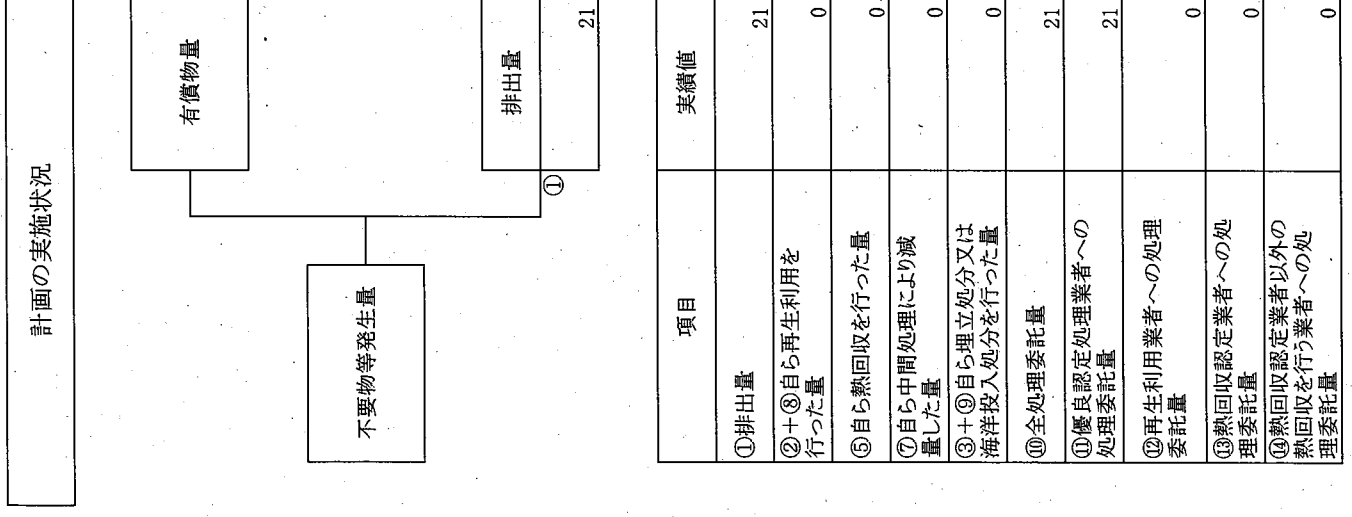 計画の実施状況
有償物量
不要物等発生量
排出量
①
21
項目 実績値
①排出量 21
②+⑧自ら再生利用を
行った量 0
⑤自ら熱回収を行った量 0
⑦自ら中間処理により減
量した量 0
③+⑨自ら埋立処分又は
海洋投入処分を行った量 0
⑩全処理委託量 21
⑪優良認定処理業者への
処理委託量 21
⑫再生利用業者への処理
委託量 0
⑬熱回収認定業者への処
理委託量 0
⑭熱回収認定業者以外の
熱回収を行う業者への処
理委託量 0